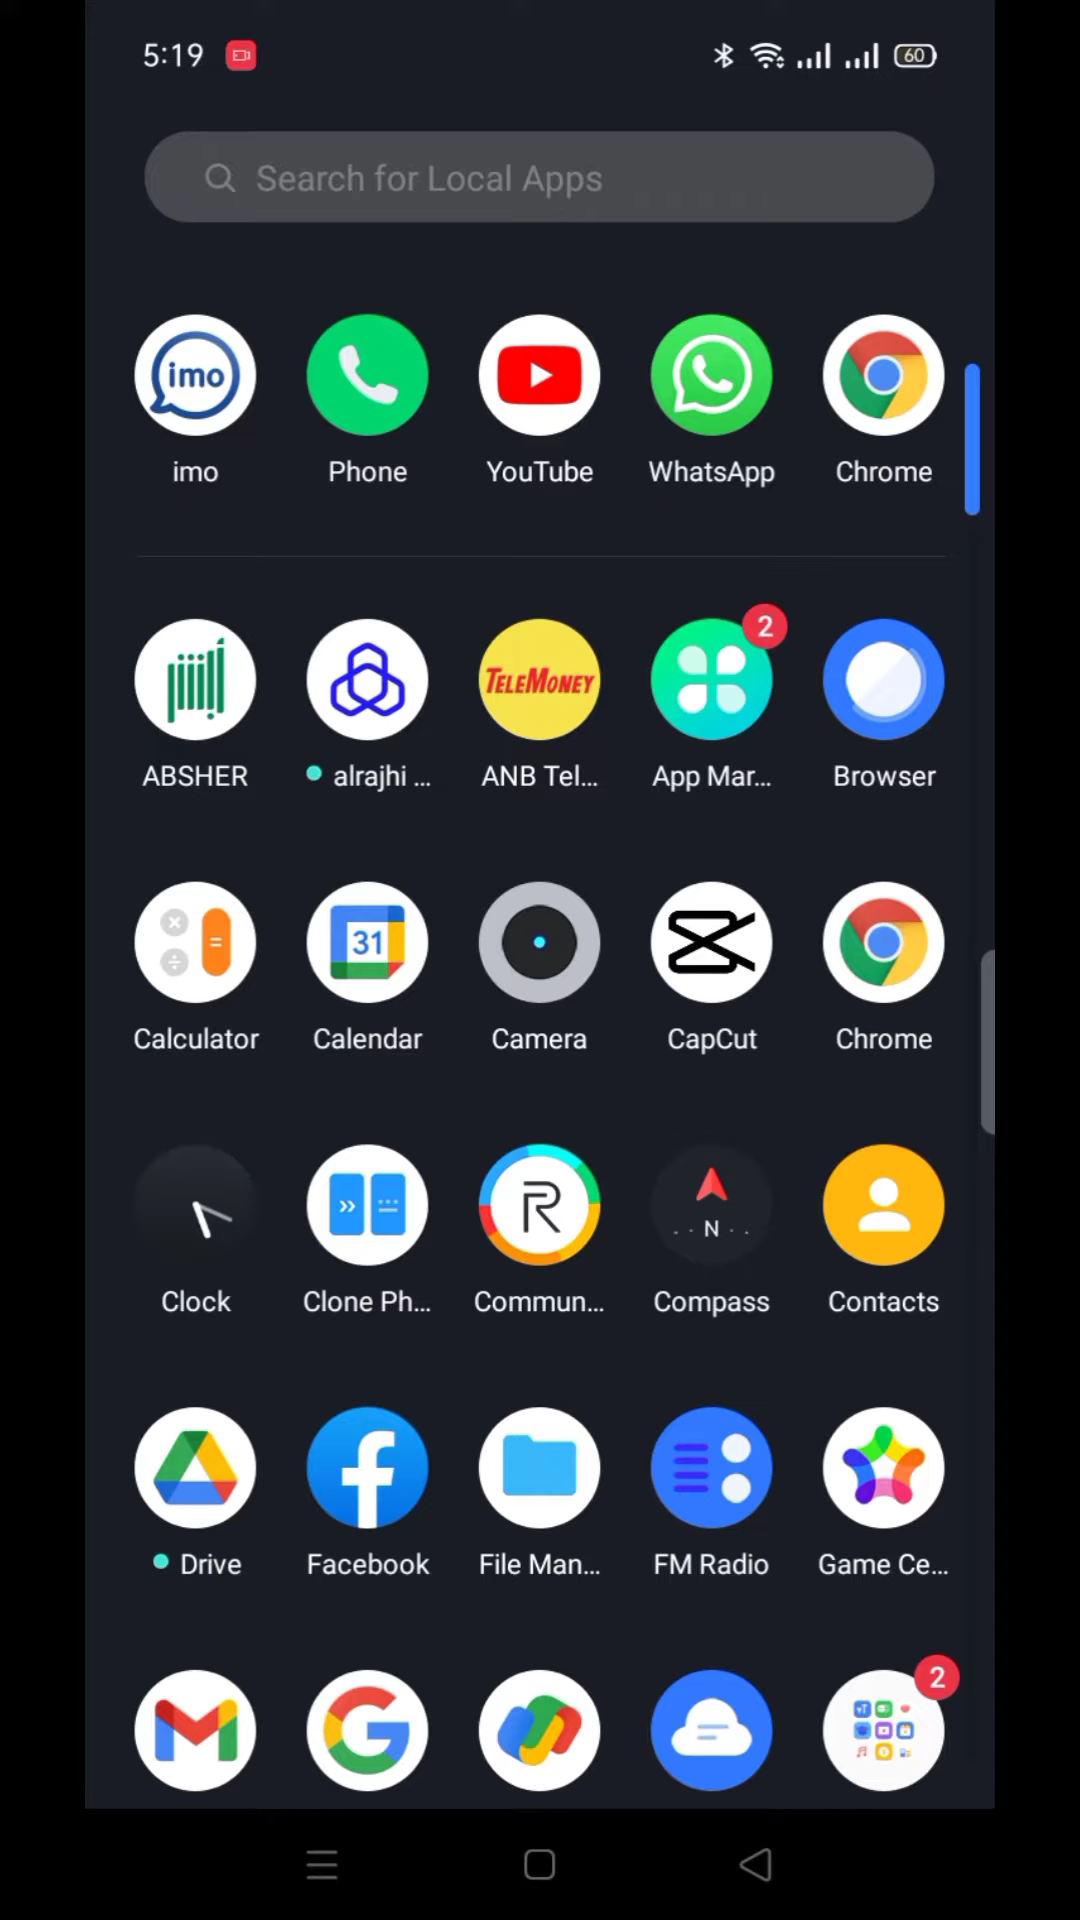 5:19 60
Search for Local Apps
imo
imo Phone YouTube WhatsApp Chrome
أبشر TELEMONEY 2
ABSHER alrajhi ... ANB Tel... App Mar... Browser
31
Calculator Calendar Camera CapCut Chrome
R N
Clock Clone Ph... Commun... Compass Contacts
Drive Facebook File Man... FM Radio Game Ce...
2